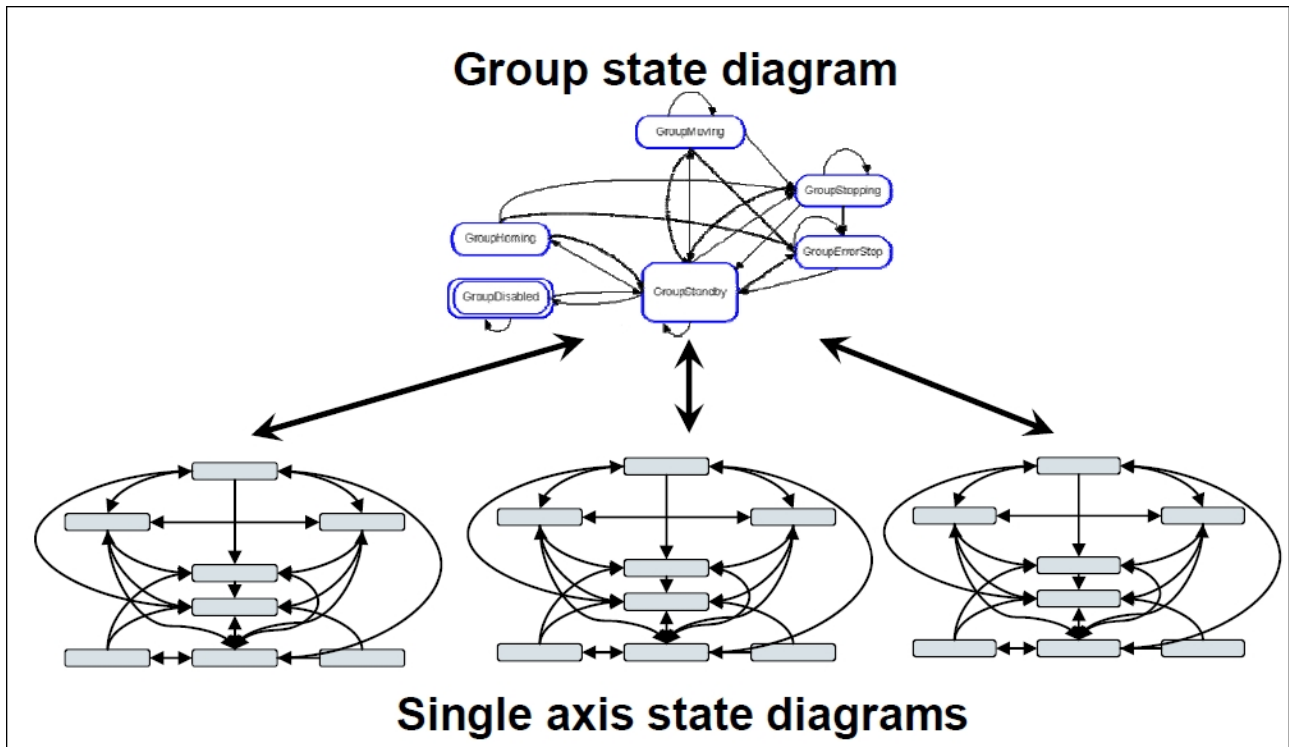 Group state diagram
GroupMoving
GroupStopping
GroupHoming
GroupErrorStop
GroupDisabled
GroupStandby
Single axis state diagrams